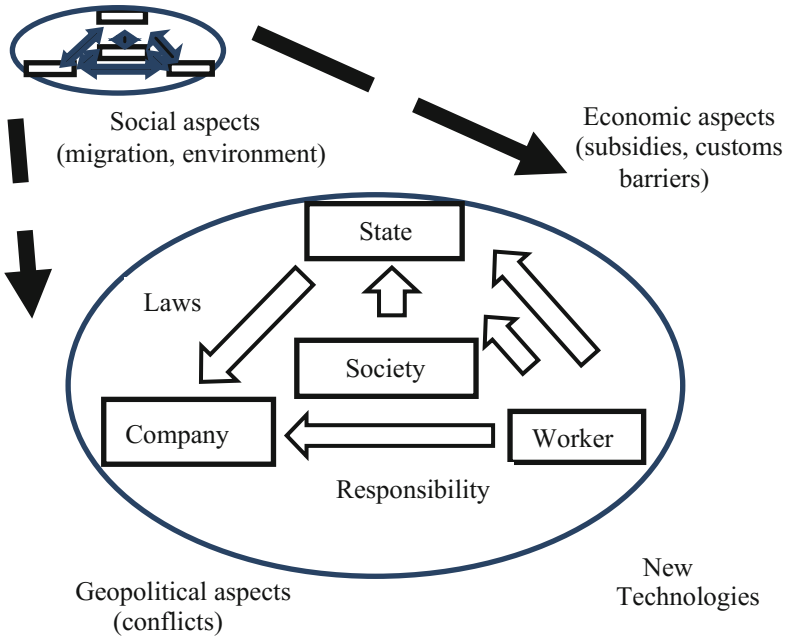 Social aspects
(migration, environment)
Economic aspects
(subsidies, customs
barriers)
State
Laws
Society
Company
Worker
Responsibility
Geopolitical aspects
(conflicts)
New
Technologies